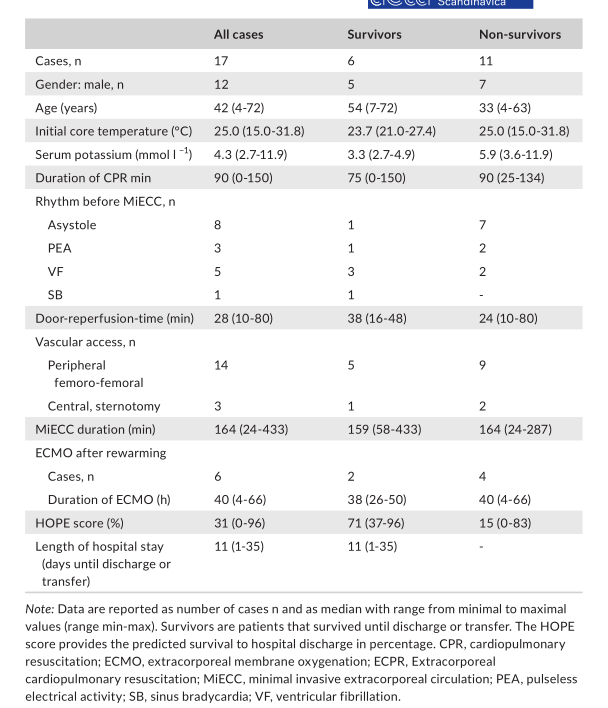 Scandinavica
All cases Survivors Non-survivors
Cases, n 17 6 11
Gender: male, n 12 5 7
Age (years) 42 (4-72) 54 (7-72) 33 (4-63)
Initial core temperature (°C) 25.0 (15.0-31.8) 23.7 (21.0-27.4) 25.0 (15.0-31.8)
Serum potassium (mmol l ⁻¹) 4.3 (2.7-11.9) 3.3 (2.7-4.9) 5.9 (3.6-11.9)
Duration of CPR min 90 (0-150) 75 (0-150) 90 (25-134)
Rhythm before MiECC, n
Asystole 8 1 7
PEA 3 1 2
VF 5 3 2
SB 1 1 -
Door-reperfusion-time (min) 28 (10-80) 38 (16-48) 24 (10-80)
Vascular access, n
Peripheral 14 5 9
femoro-femoral
Central, sternotomy 3 1 2
MiECC duration (min) 164 (24-433) 159 (58-433) 164 (24-287)
ECMO after rewarming
Cases, n 6 2 4
Duration of ECMO (h) 40 (4-66) 38 (26-50) 40 (4-66)
HOPE score (%) 31 (0-96) 71 (37-96) 15 (0-83)
Length of hospital stay 11 (1-35) 11 (1-35) -
(days until discharge or
transfer)
Note: Data are reported as number of cases n and as median with range from minimal to maximal
values (range min-max). Survivors are patients that survived until discharge or transfer. The HOPE
score provides the predicted survival to hospital discharge in percentage. CPR, cardiopulmonary
resuscitation; ECMO, extracorporeal membrane oxygenation; ECPR, Extracorporeal
cardiopulmonary resuscitation; MiECC, minimal invasive extracorporeal circulation; PEA, pulseless
electrical activity; SB, sinus bradycardia; VF, ventricular fibrillation.